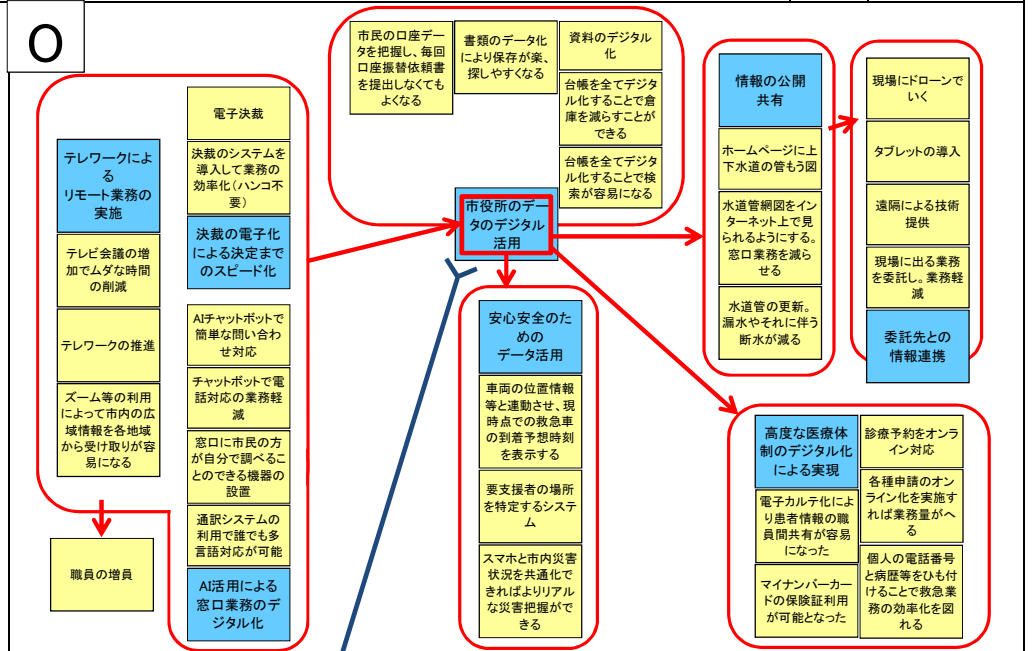 O
テレワークによ
る
リモート業務の
実施
テレビ会議の増
加でムダな時間
の削減
テレワークの推進
ズーム等の利用
によって市内の広
域情報を各地域
から受け取りが容
易になる
職員の増員
電子決裁
決裁のシステムを
導入して業務の
効率化（ハンコ不
要）
決裁の電子化
による決定まで
のスピード化
AIチャットボットで
簡単な問い合わ
せ対応
チャットボットで電
話対応の業務軽
減
窓口に市民の方
が自分で調べるこ
とのできる機器の
設置
通訳システムの
利用で誰でも多
言語対応が可能
AI活用による
窓口業務のデ
ジタル化
市民の口座デー
タを把握し、毎回
口座振替依頼書
を提出しなくても
よくなる
書類のデータ化
により保存が楽、
探しやすくなる
資料のデジタル
化
台帳を全てデジタ
ル化することで倉
庫を減らすことが
できる
台帳を全てデジタ
ル化することで検
索が容易になる
市役所のデー
タのデジタル
活用
安心安全のた
めの
データ活用
車両の位置情報
等と連動させ、現
時点での救急車
の到着予想時刻
を表示する
要支援者の場所
を特定するシステ
ム
スマホと市内災害
状況を共通化で
きればよりリアル
な災害把握がで
きる
情報の公開
共有
ホームページに上
下水道の管もう図
水道管網図をイン
ターネット上で見
られるようにする。
窓口業務を減ら
せる
水道管の更新。
漏水やそれに伴う
断水が減る
現場にドローンで
いく
タブレットの導入
遠隔による技術
提供
現場に出る業務
を委託し。業務軽
減
委託先との
情報連携
高度な医療体
制のデジタル化
による実現
電子カルテ化によ
り患者情報の職
員間共有が容易
になった
マイナンバーカー
ドの保険証利用
が可能となった
診療予約をオンラ
イン対応
各種申請のオン
ライン化を実施す
れば業務量がへ
る
個人の電話番号
と病歴等をひも付
けることで救急業
務の効率化を図
れる